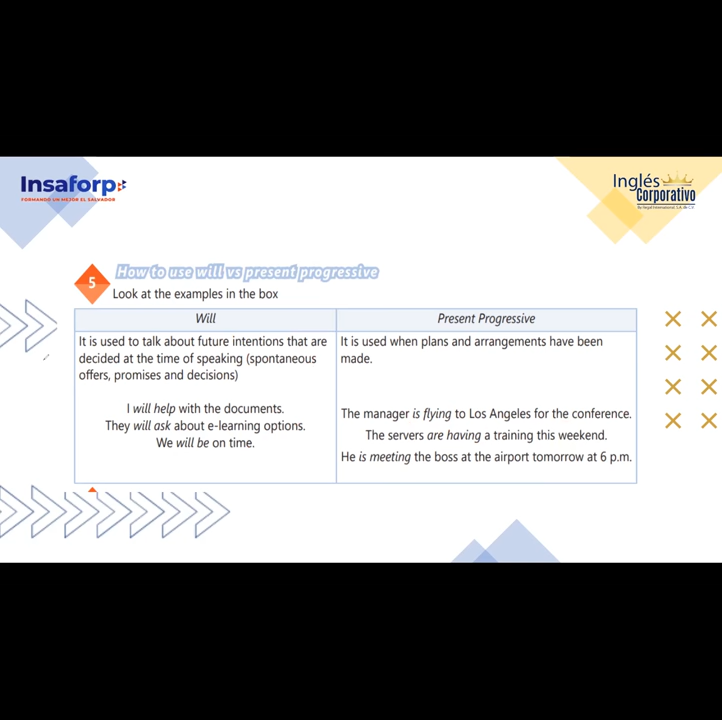 Insaforp
FORMANDO UN MEJOR EL SALVADOR
Inglés
Corporativo
5
How to use will vs present progressive
Look at the examples in the box
Will
It is used to talk about future intentions that are
decided at the time of speaking (spontaneous
offers, promises and decisions)
I will help with the documents.
They will ask about e-learning options.
We will be on time.
Present Progressive
It is used when plans and arrangements have been
made.
The manager is flying to Los Angeles for the conference.
The servers are having a training this weekend.
He is meeting the boss at the airport tomorrow at 6 p.m.